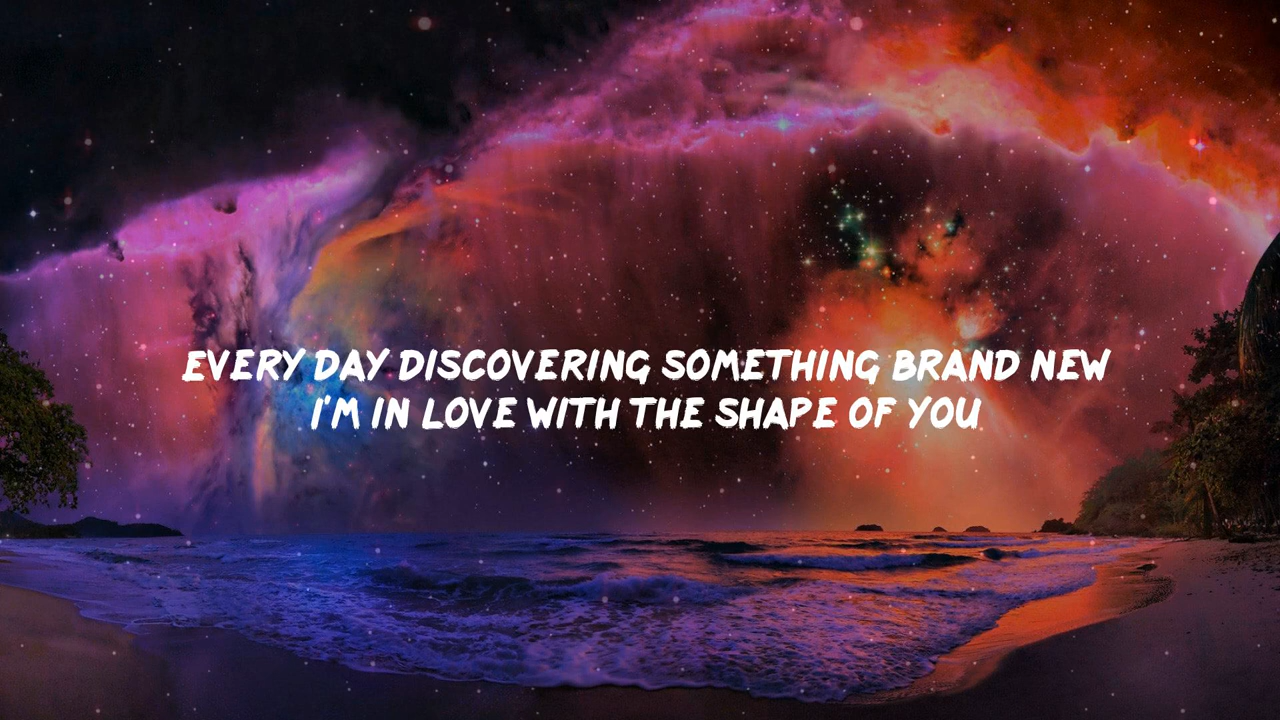 EVERY DAY DISCOVERING SOMETHING BRAND NEW
I'M IN LOVE WITH THE SHAPE OF YOU